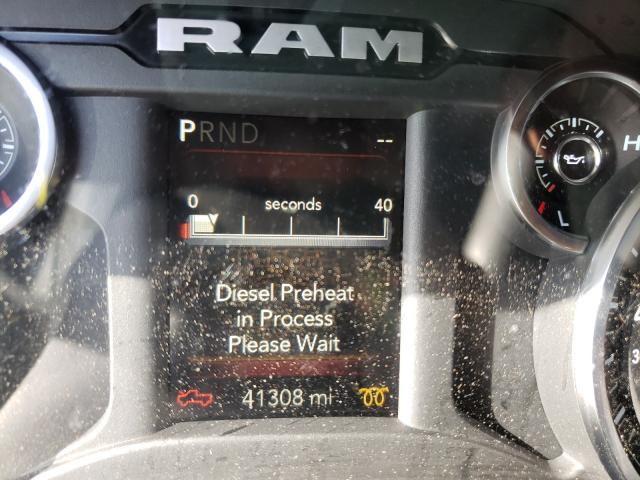 RAM
PRND --
0 seconds 40
Diesel Preheat
in Process
Please Wait
41308 mi
H
L